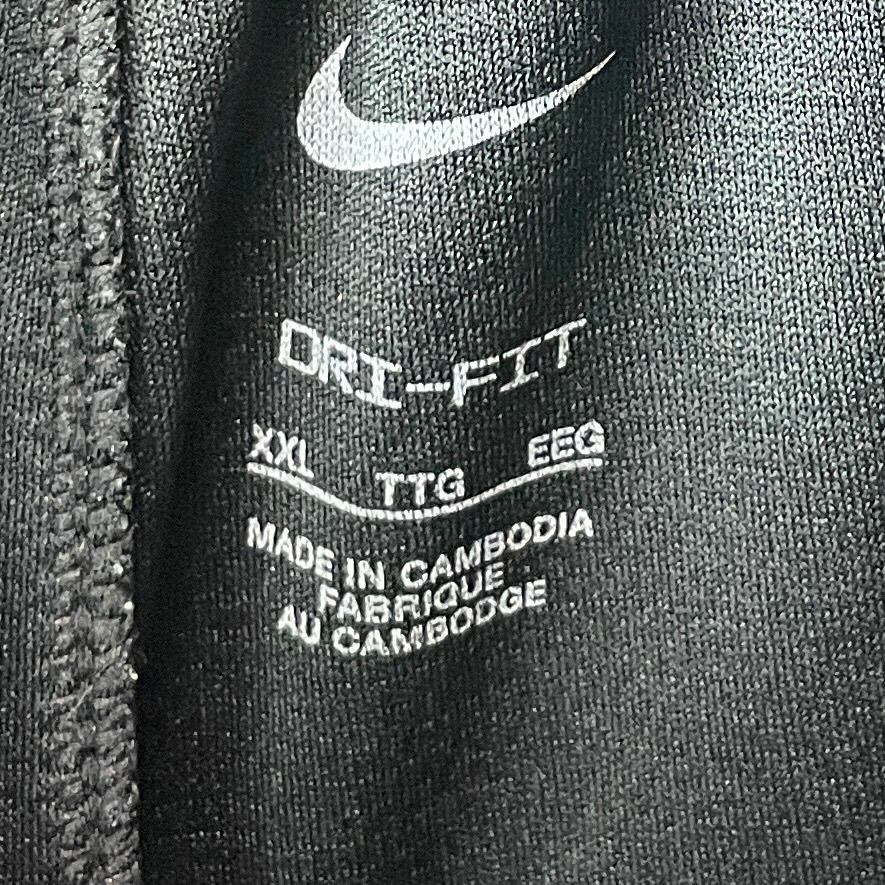 DRI-FIT
XXL TTG EEG
MADE IN CAMBODIA
FABRIQUE
AU CAMBODGE